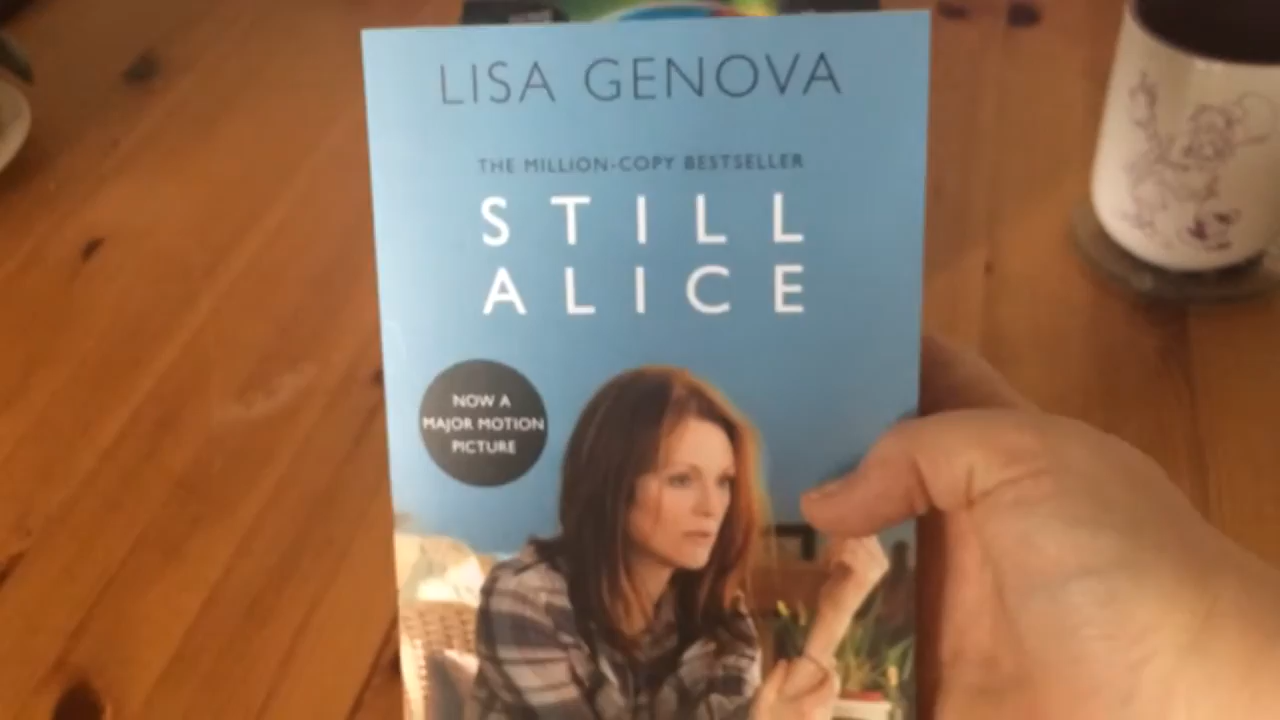 LISA GENOVA
THE MILLION-COPY BESTSELLER
STILL
ALICE
NOW A
MAJOR MOTION
PICTURE